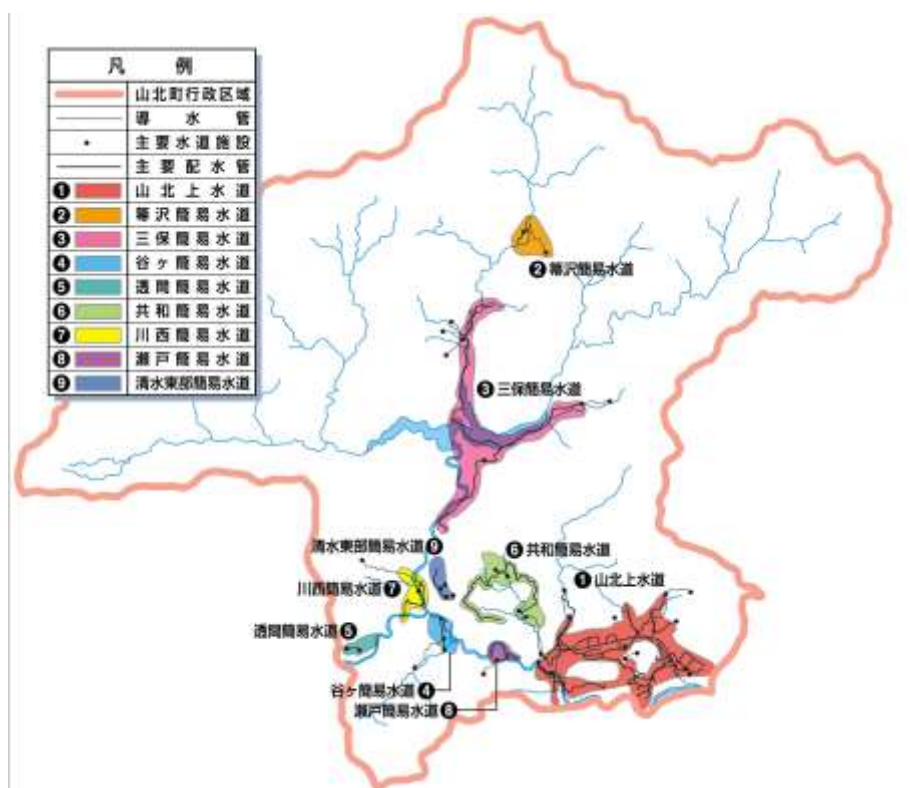 凡例
山北町行政区域
導水管
主要水道施設
主要配水管
❶ 山北上水道
❷ 箒沢簡易水道
❸ 三保簡易水道
❹ 谷ヶ簡易水道
❺ 透間簡易水道
❻ 共和簡易水道
❼ 川西簡易水道
❽ 瀬戸簡易水道
❾ 清水東部簡易水道
❷ 箒沢簡易水道
❸ 三保簡易水道
清水東部簡易水道 ❾
❻ 共和簡易水道
❶ 山北上水道
川西簡易水道 ❼
透間簡易水道 ❺
谷ヶ簡易水道 ❹
瀬戸簡易水道 ❽